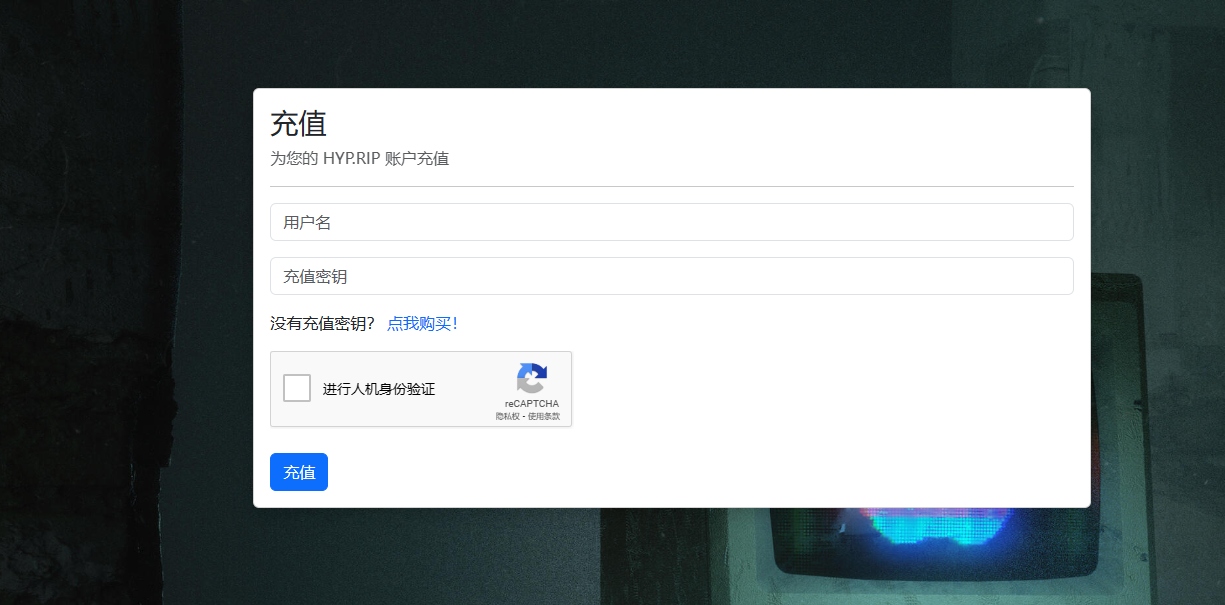 充值
为您的 HYP.RIP 账户充值
用户名
充值密钥
没有充值密钥？ 点我购买！
进行人机身份验证
reCAPTCHA
隐私权 - 使用条款
充值